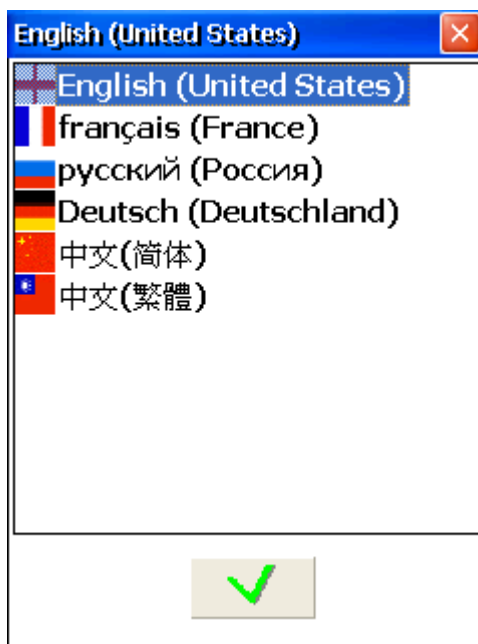 English (United States)
English (United States)
français (France)
русский (Россия)
Deutsch (Deutschland)
中文(简体)
中文(繁體)